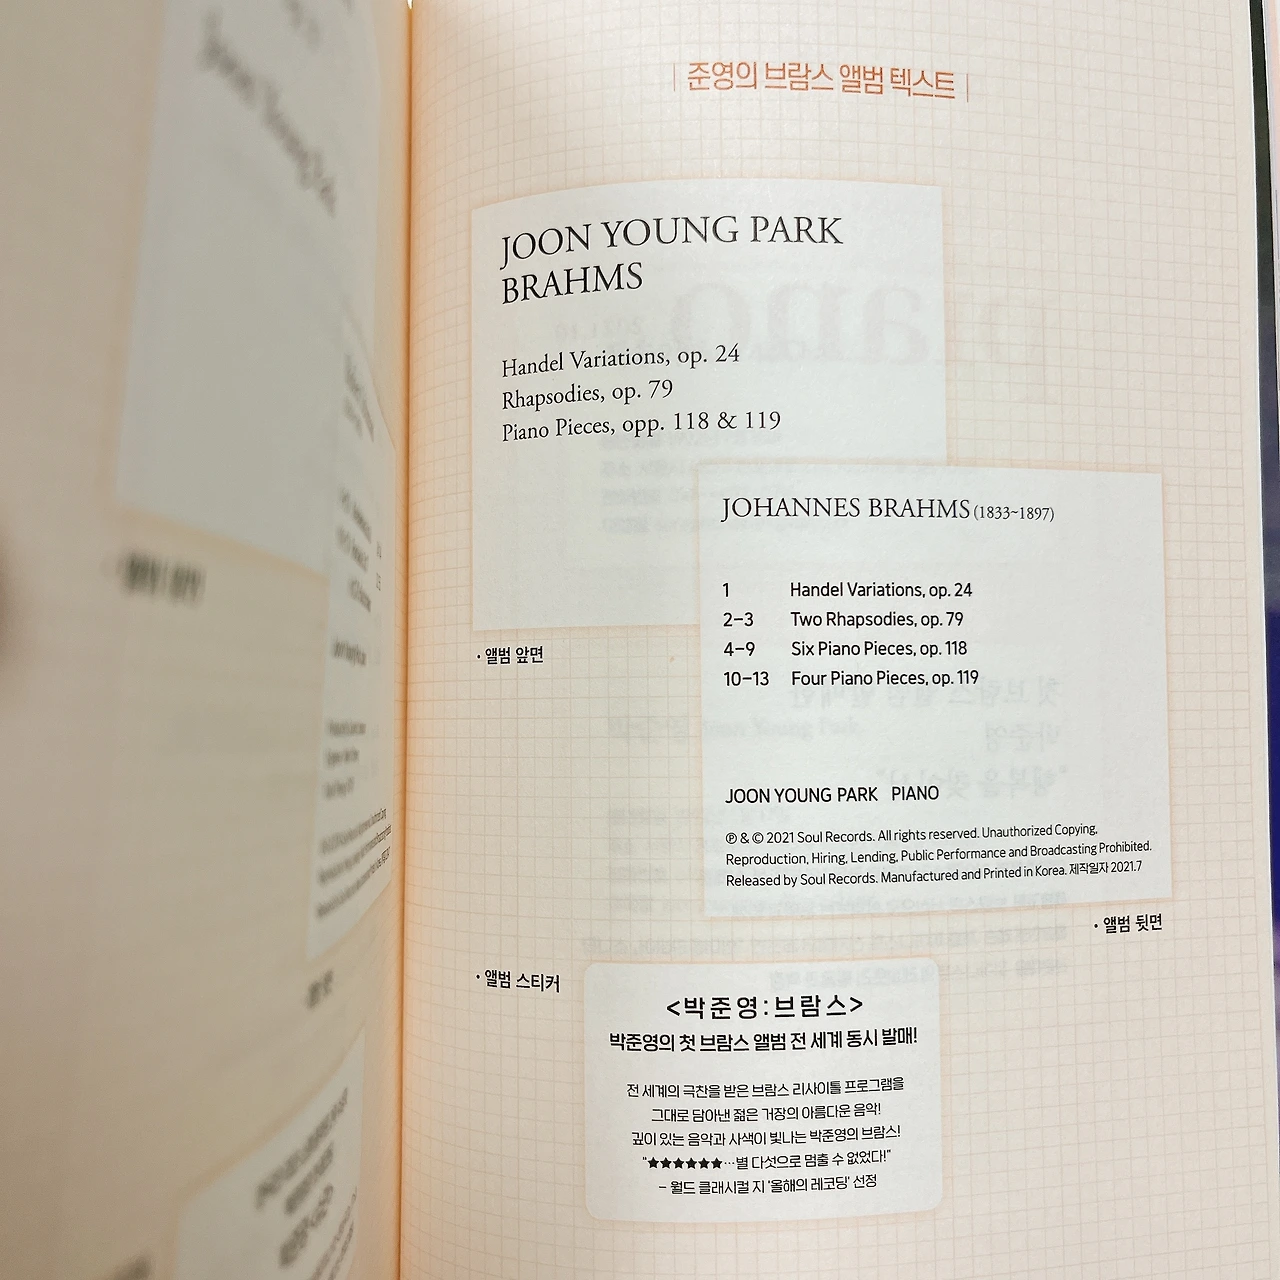 | 준영의 브람스 앨범 텍스트 |
JOON YOUNG PARK
BRAHMS
Handel Variations, op. 24
Rhapsodies, op. 79
Piano Pieces, opp. 118 & 119
· 앨범 앞면
JOHANNES BRAHMS (1833~1897)
1 Handel Variations, op. 24
2–3 Two Rhapsodies, op. 79
4–9 Six Piano Pieces, op. 118
10–13 Four Piano Pieces, op. 119
JOON YOUNG PARK PIANO
℗ & © 2021 Soul Records. All rights reserved. Unauthorized Copying,
Reproduction, Hiring, Lending, Public Performance and Broadcasting Prohibited.
Released by Soul Records. Manufactured and Printed in Korea. 제작일자 2021.7
· 앨범 뒷면
· 앨범 스티커
<박준영:브람스>
박준영의 첫 브람스 앨범 전 세계 동시 발매!
전 세계의 극찬을 받은 브람스 리사이틀 프로그램을
그대로 담아낸 젊은 거장의 아름다운 음악!
깊이 있는 음악과 사색이 빛나는 박준영의 브람스!
"★★★★★★…별 다섯으로 멈출 수 없었다!"
– 월드 클래시컬 지 '올해의 레코딩' 선정